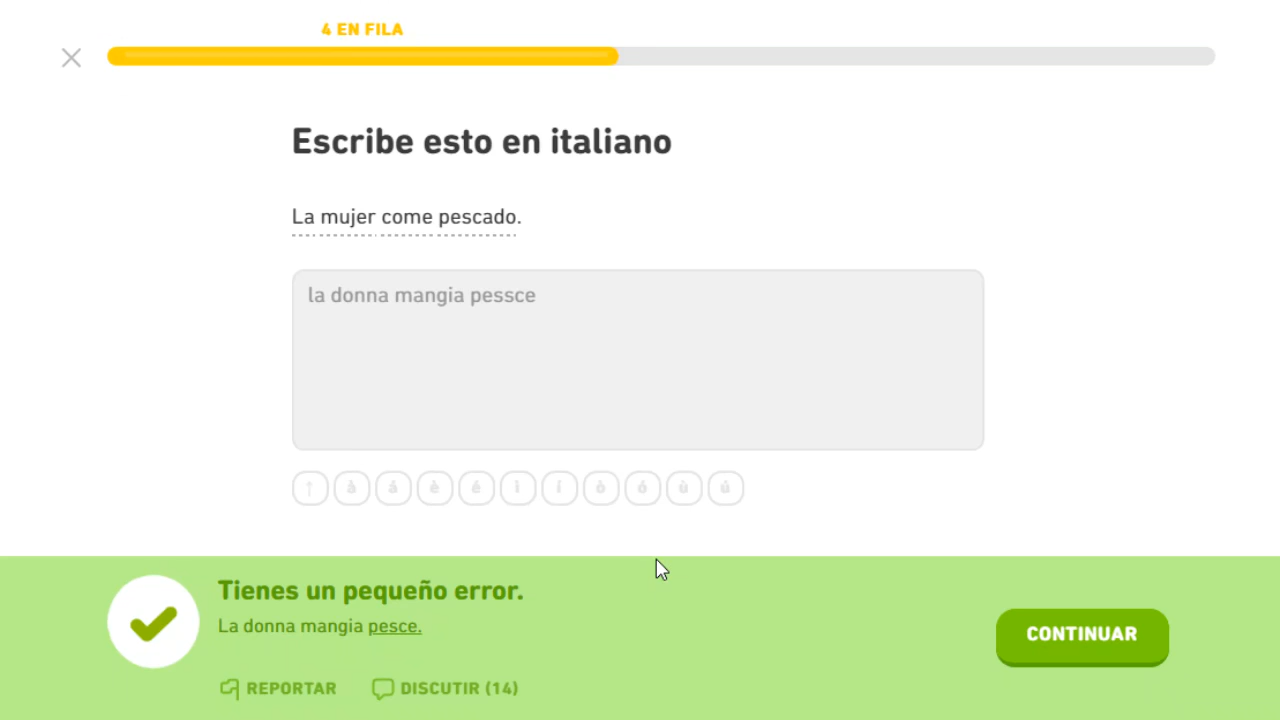 4 EN FILA
Escribe esto en italiano
La mujer come pescado.
la donna mangia pessce
↑ à á è é ì í ò ó ù ú
Tienes un pequeño error.
La donna mangia pesce.
CONTINUAR
REPORTAR DISCUTIR (14)